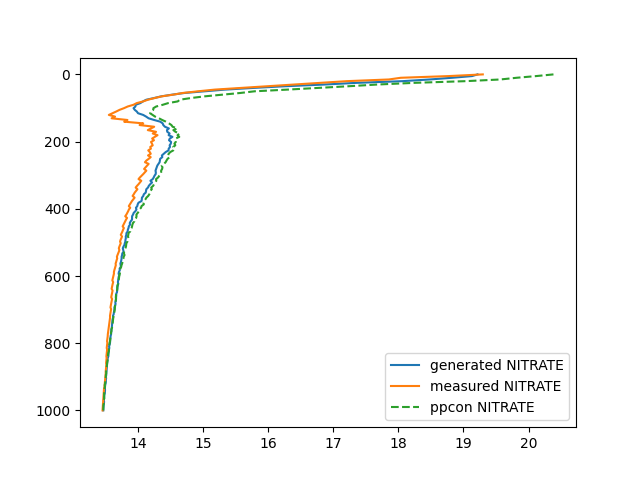 0
200
400
600
800
1000
14 15 16 17 18 19 20
generated NITRATE
measured NITRATE
ppcon NITRATE